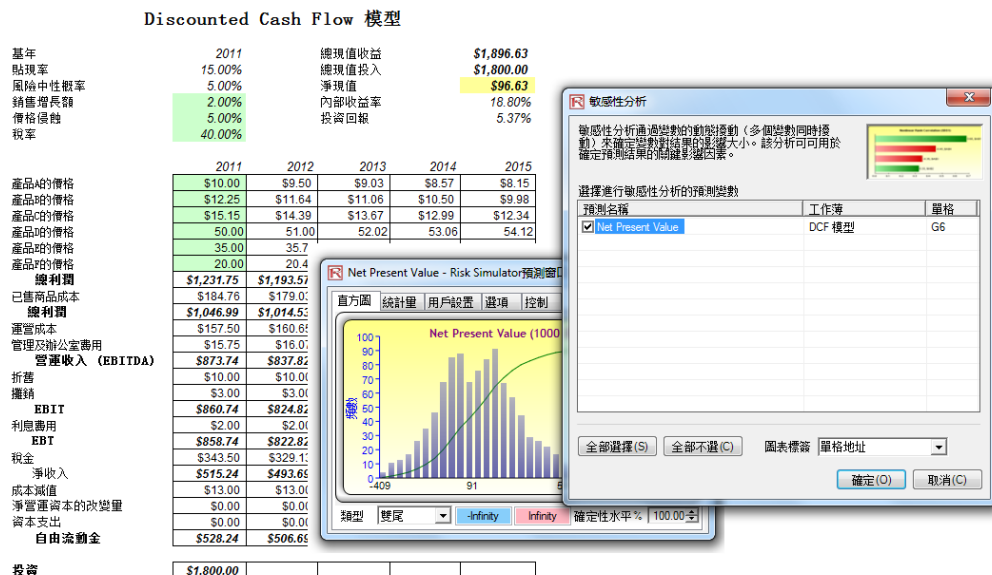 Discounted Cash Flow 模型
基年 2011 總現值收益 $1,896.63
貼現率 15.00% 總現值投入 $1,800.00
風險中性概率 5.00% 淨現值 $96.63
銷售增長額 2.00% 內部收益率 18.80%
價格侵蝕 5.00% 投資回報 5.37%
稅率 40.00%
2011 2012 2013 2014 2015
產品A的價格 $10.00 $9.50 $9.03 $8.57 $8.15
產品B的價格 $12.25 $11.64 $11.06 $10.50 $9.98
產品C的價格 $15.15 $14.39 $13.67 $12.99 $12.34
產品D的價格 50.00 51.00 52.02 53.06 54.12
產品E的價格 35.00 35.7
產品F的價格 20.00 20.4
總利潤 $1,231.75 $1,193.57
已售商品成本 $184.76 $179.03
總利潤 $1,046.99 $1,014.53
運營成本 $157.50 $160.65
管理及辦公室費用 $15.75 $16.07
營運收入 (EBITDA) $873.74 $837.82
折舊 $10.00 $10.00
攤銷 $3.00 $3.00
EBIT $860.74 $824.82
利息費用 $2.00 $2.00
EBT $858.74 $822.82
稅金 $343.50 $329.13
淨收入 $515.24 $493.69
成本減值 $13.00 $13.00
淨營運資本的改變量 $0.00 $0.00
資本支出 $0.00 $0.00
自由流動金 $528.24 $506.69
投資 $1,800.00
Net Present Value - Risk Simulator預測窗口
直方圖 統計量 用戶設置 選項 控制
Net Present Value (1000
頻數
100
90
80
70
60
50
40
30
20
10
-409 91
類型 雙尾 -Infinity Infinity 確定性水平% 100.00
敏感性分析
敏感性分析通過變數的動態擾動（多個變數同時擾
動）來確定變數對結果的影響大小。該分析可可用於
確定預測結果的關鍵影響因素。
選擇進行敏感性分析的預測變數
預測名稱 工作簿 單格
Net Present Value DCF 模型 G6
全部選擇(S) 全部不選(C) 圖表標簽 單格地址
確定(O) 取消(C)